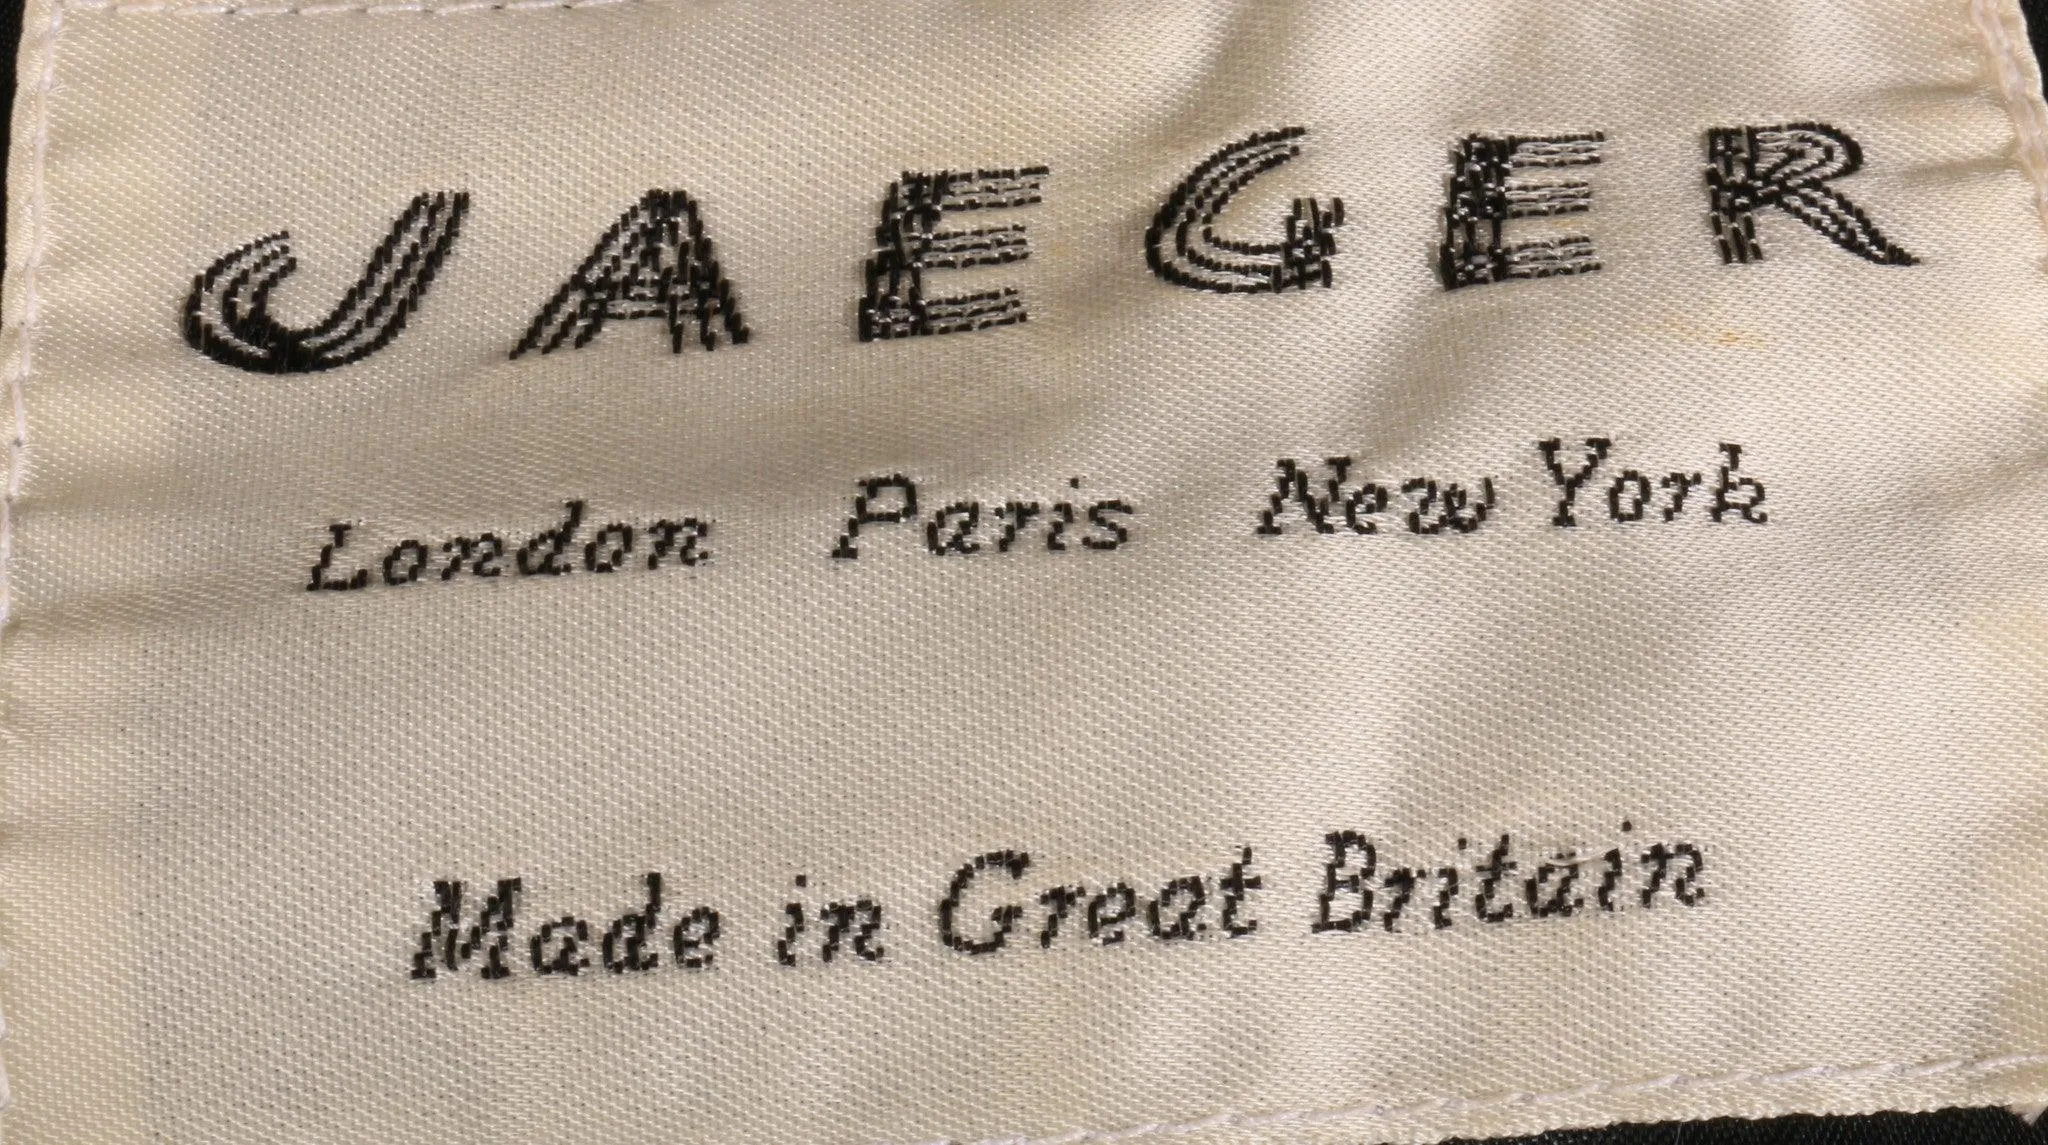 JAEGER
London Paris New York
Made in Great Britain